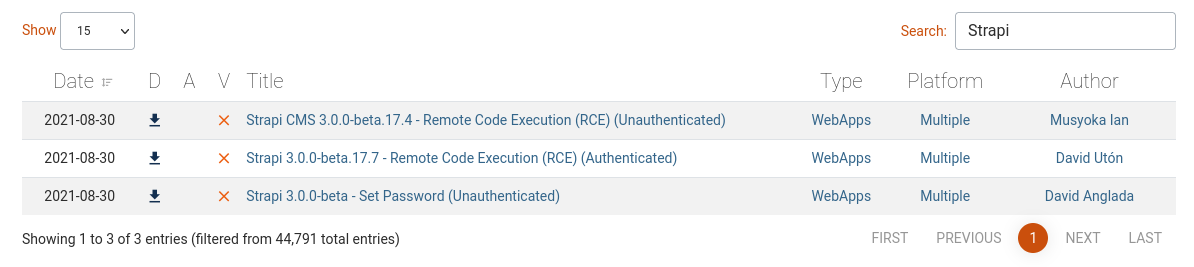 Show 15 Search: Strapi
Date D A V Title Type Platform Author
2021-08-30 Strapi CMS 3.0.0-beta.17.4 - Remote Code Execution (RCE) (Unauthenticated) WebApps Multiple Musyoka Ian
2021-08-30 Strapi 3.0.0-beta.17.7 - Remote Code Execution (RCE) (Authenticated) WebApps Multiple David Utón
2021-08-30 Strapi 3.0.0-beta - Set Password (Unauthenticated) WebApps Multiple David Anglada
Showing 1 to 3 of 3 entries (filtered from 44,791 total entries) FIRST PREVIOUS 1 NEXT LAST